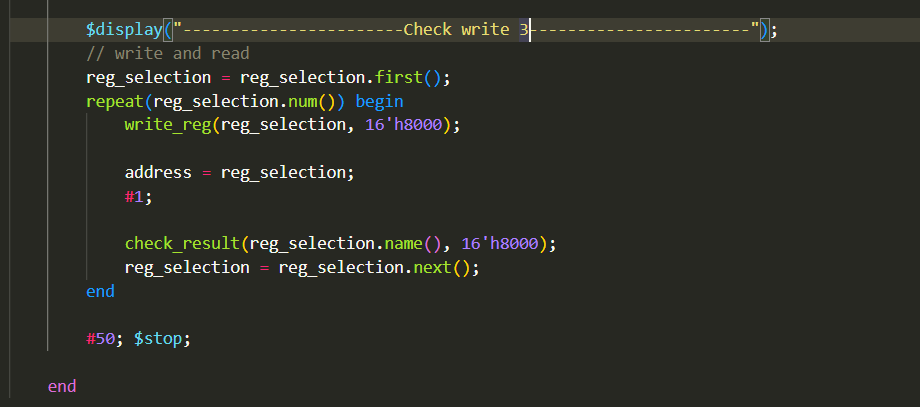 $display("-----------------------Check write 3-----------------------");
// write and read
reg_selection = reg_selection.first();
repeat(reg_selection.num()) begin
write_reg(reg_selection, 16'h8000);
address = reg_selection;
#1;
check_result(reg_selection.name(), 16'h8000);
reg_selection = reg_selection.next();
end
#50; $stop;
end